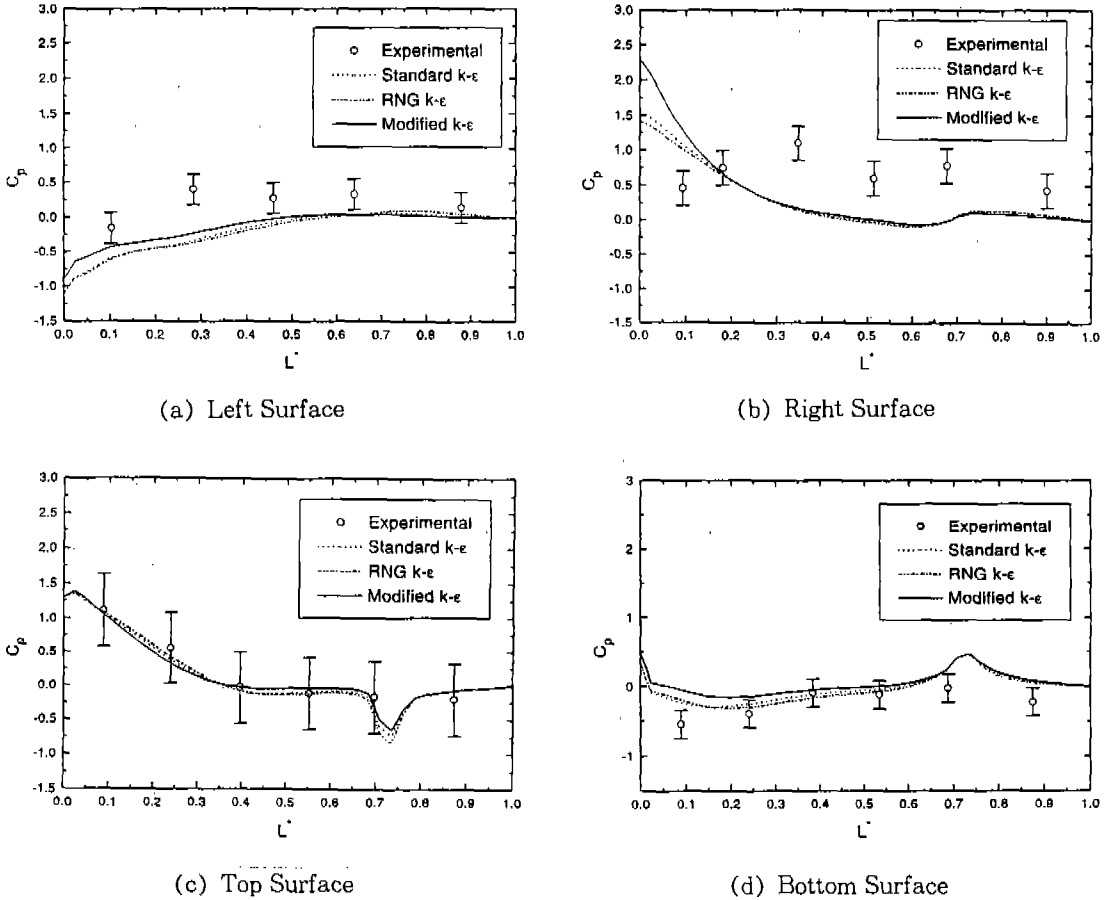 3.0
2.5
2.0
1.5
1.0
0.5
0.0
-0.5
-1.0
-1.5
Cp
0.0 0.1 0.2 0.3 0.4 0.5 0.6 0.7 0.8 0.9 1.0
L*
Experimental
Standard k-ε
RNG k-ε
Modified k-ε
(a) Left Surface
3.0
2.5
2.0
1.5
1.0
0.5
0.0
-0.5
-1.0
-1.5
Cp
0.0 0.1 0.2 0.3 0.4 0.5 0.6 0.7 0.8 0.9 1.0
L*
Experimental
Standard k-ε
RNG k-ε
Modified k-ε
(b) Right Surface
3.0
2.5
2.0
1.5
1.0
0.5
0.0
-0.5
-1.0
-1.5
Cp
0.0 0.1 0.2 0.3 0.4 0.5 0.6 0.7 0.8 0.9 1.0
L*
Experimental
Standard k-ε
RNG k-ε
Modified k-ε
(c) Top Surface
3
2
1
0
-1
Cp
0.0 0.1 0.2 0.3 0.4 0.5 0.6 0.7 0.8 0.9 1.0
L*
Experimental
Standard k-ε
RNG k-ε
Modified k-ε
(d) Bottom Surface